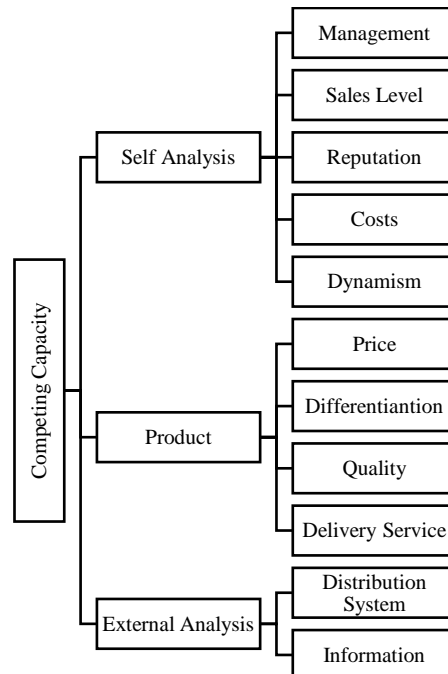 Management
Sales Level
Self Analysis
Reputation
Costs
Dynamism
Competing Capacity
Price
Differentiantion
Product
Quality
Delivery Service
Distribution
System
External Analysis
Information